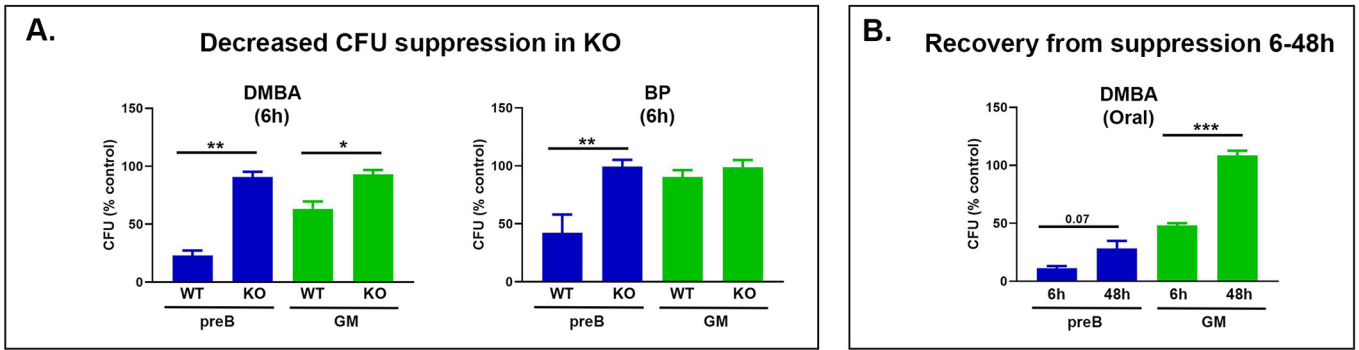 A.
Decreased CFU suppression in KO
DMBA
(6h)
CFU (% control)
150
100
50
0
**
*
WT KO WT KO
preB GM
BP
(6h)
CFU (% control)
150
100
50
0
**
WT KO WT KO
preB GM
B.
Recovery from suppression 6-48h
DMBA
(Oral)
CFU (% control)
150
100
50
0
0.07
***
6h 48h 6h 48h
preB GM